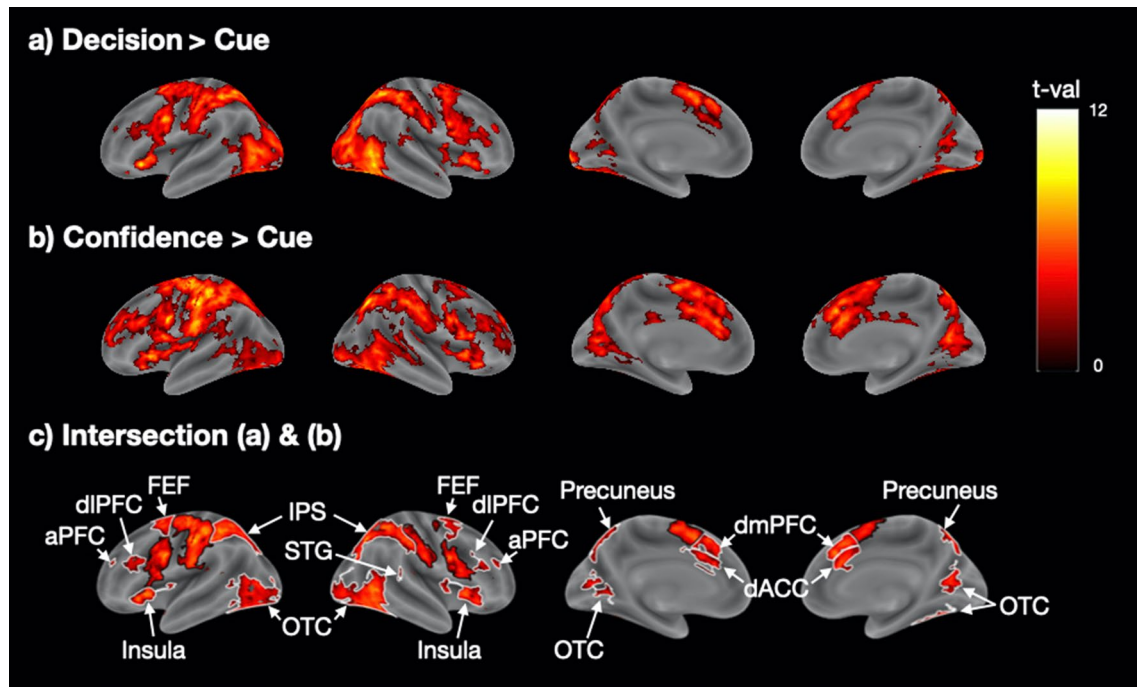 a) Decision > Cue
t-val
12
b) Confidence > Cue
0
c) Intersection (a) & (b)
FEF
dlPFC
aPFC
IPS
STG
FEF
dlPFC
aPFC
Precuneus
dmPFC
Precuneus
dACC
OTC
Insula
OTC
Insula
OTC